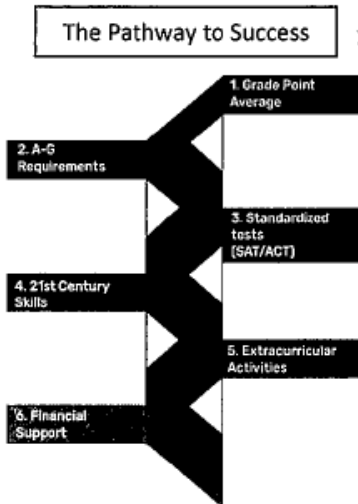 The Pathway to Success
1. Grade Point
Average
2. A-G
Requirements
3. Standardized
tests
(SAT/ACT)
4. 21st Century
Skills
5. Extracurricular
Activities
6. Financial
Support